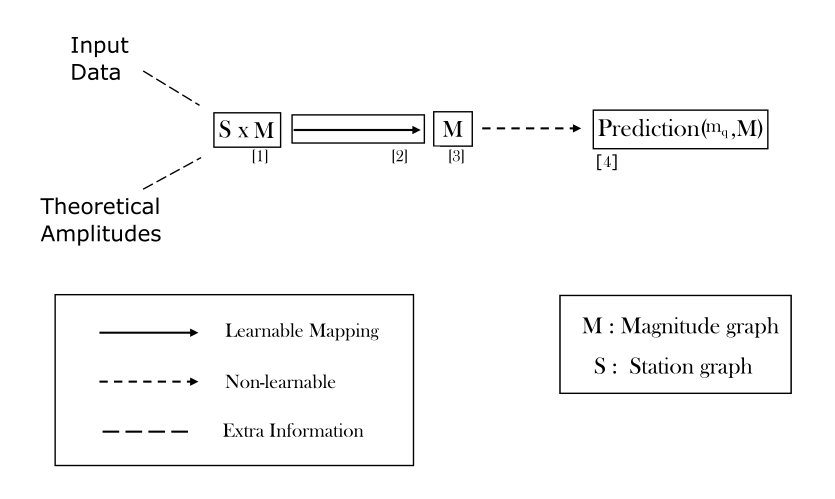 Input
Data
S x M
[1]
[2]
M
[3]
Prediction(mq,M)
[4]
Theoretical
Amplitudes
Learnable Mapping
Non-learnable
Extra Information
M : Magnitude graph
S : Station graph